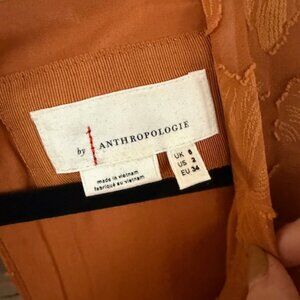 by ANTHROPOLOGIE
made in vietnam
fabriqué au vietnam
UK 6
US 2
EU 34